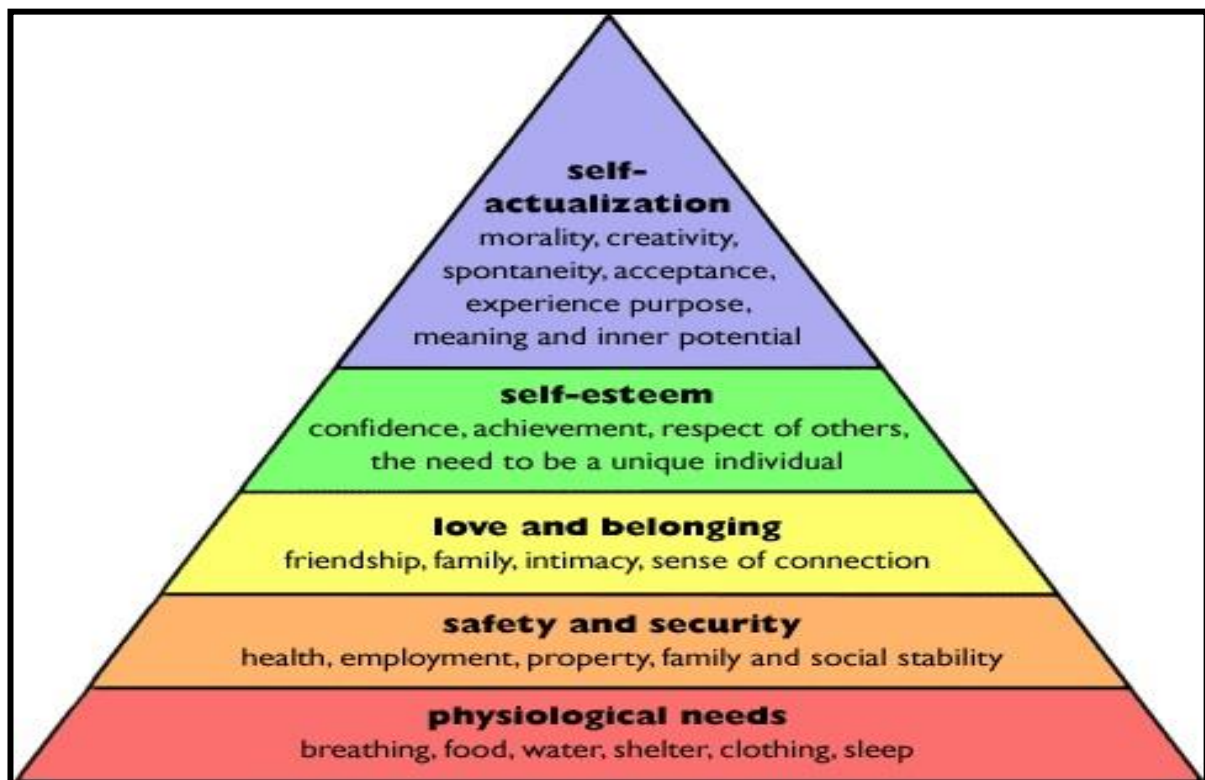 self-
actualization
morality, creativity,
spontaneity, acceptance,
experience purpose,
meaning and inner potential
self-esteem
confidence, achievement, respect of others,
the need to be a unique individual
love and belonging
friendship, family, intimacy, sense of connection
safety and security
health, employment, property, family and social stability
physiological needs
breathing, food, water, shelter, clothing, sleep